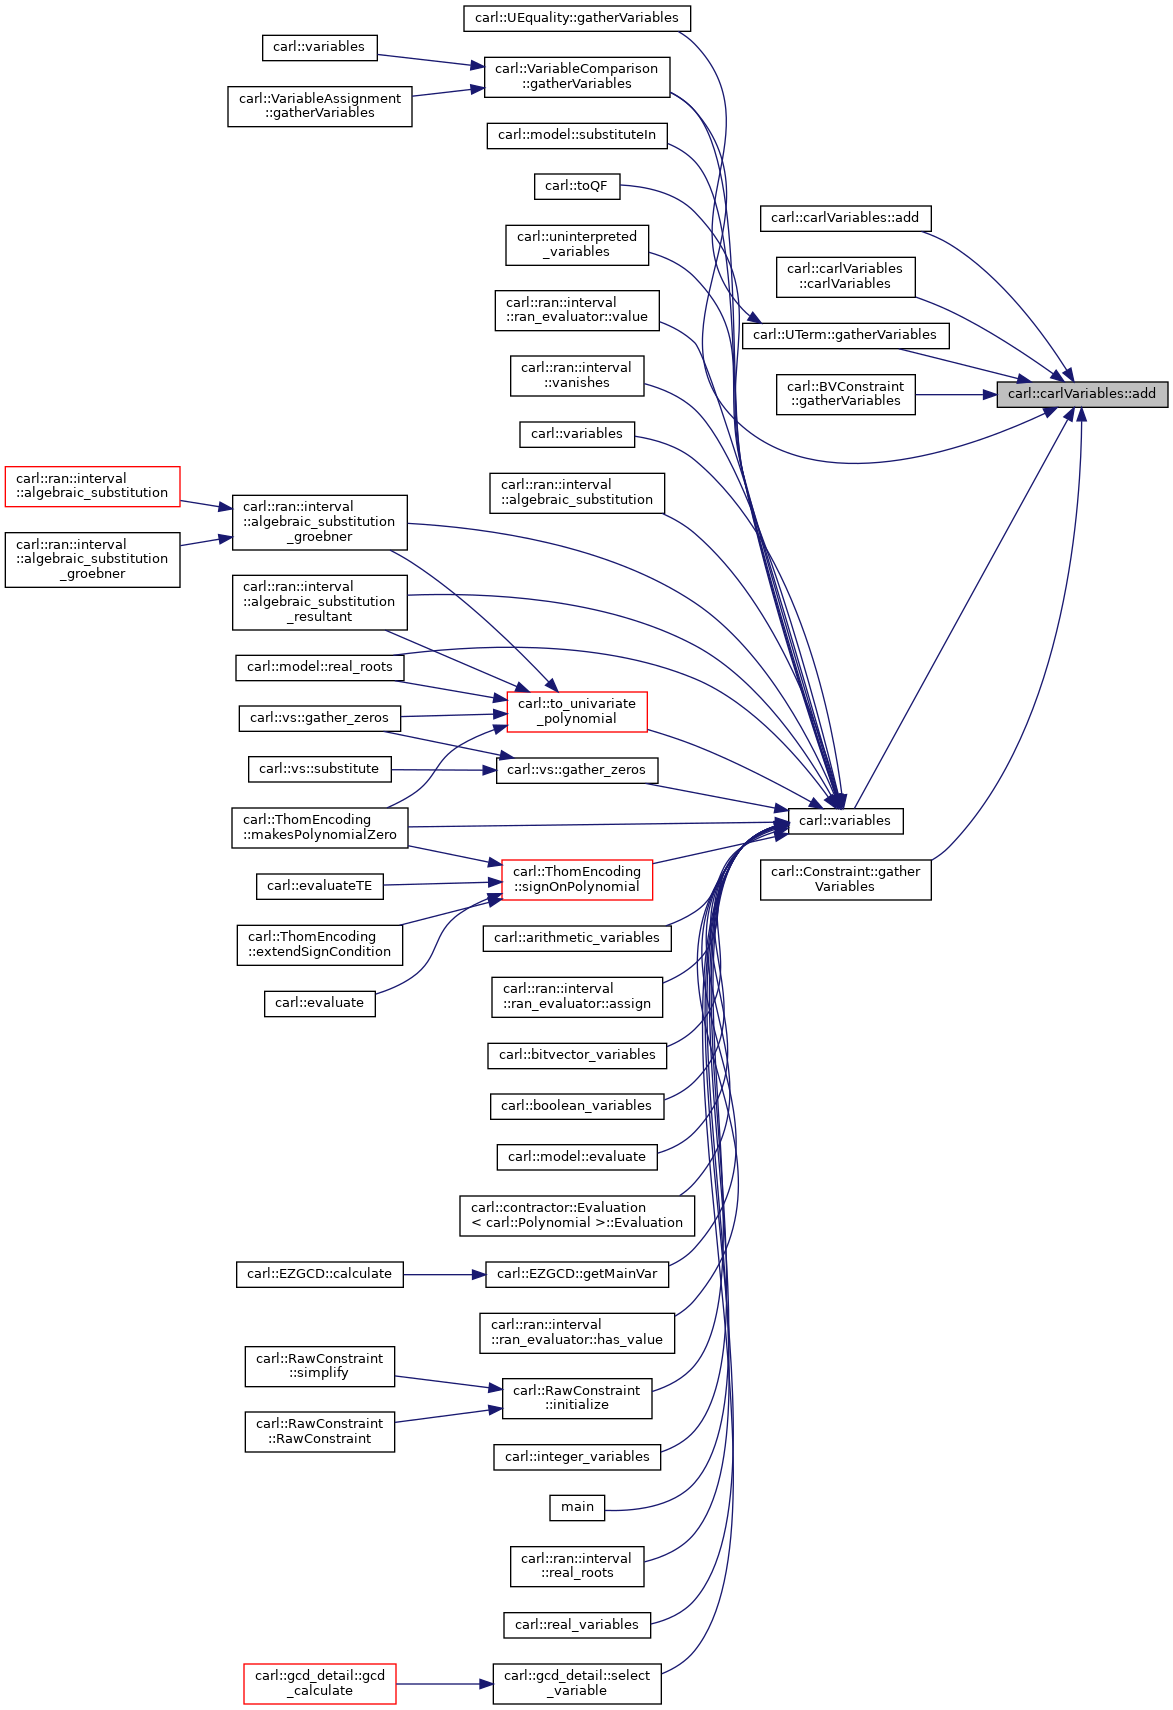 carl::UEquality::gatherVariables
carl::variables
carl::VariableComparison
::gatherVariables
carl::VariableAssignment
::gatherVariables
carl::model::substituteIn
carl::toQF
carl::carlVariables::add
carl::uninterpreted
_variables
carl::carlVariables
::carlVariables
carl::ran::interval
::ran_evaluator::value
carl::UTerm::gatherVariables
carl::ran::interval
::vanishes
carl::BVConstraint
::gatherVariables
carl::carlVariables::add
carl::variables
carl::ran::interval
::algebraic_substitution
carl::ran::interval
::algebraic_substitution
carl::ran::interval
::algebraic_substitution
_groebner
carl::ran::interval
::algebraic_substitution
_groebner
carl::ran::interval
::algebraic_substitution
_resultant
carl::model::real_roots
carl::to_univariate
_polynomial
carl::vs::gather_zeros
carl::vs::substitute
carl::vs::gather_zeros
carl::ThomEncoding
::makesPolynomialZero
carl::variables
carl::ThomEncoding
::signOnPolynomial
carl::Constraint::gather
Variables
carl::evaluateTE
carl::ThomEncoding
::extendSignCondition
carl::arithmetic_variables
carl::evaluate
carl::ran::interval
::ran_evaluator::assign
carl::bitvector_variables
carl::boolean_variables
carl::model::evaluate
carl::contractor::Evaluation
< carl::Polynomial >::Evaluation
carl::EZGCD::calculate
carl::EZGCD::getMainVar
carl::ran::interval
::ran_evaluator::has_value
carl::RawConstraint
::simplify
carl::RawConstraint
::initialize
carl::RawConstraint
::RawConstraint
carl::integer_variables
main
carl::ran::interval
::real_roots
carl::real_variables
carl::gcd_detail::gcd
_calculate
carl::gcd_detail::select
_variable